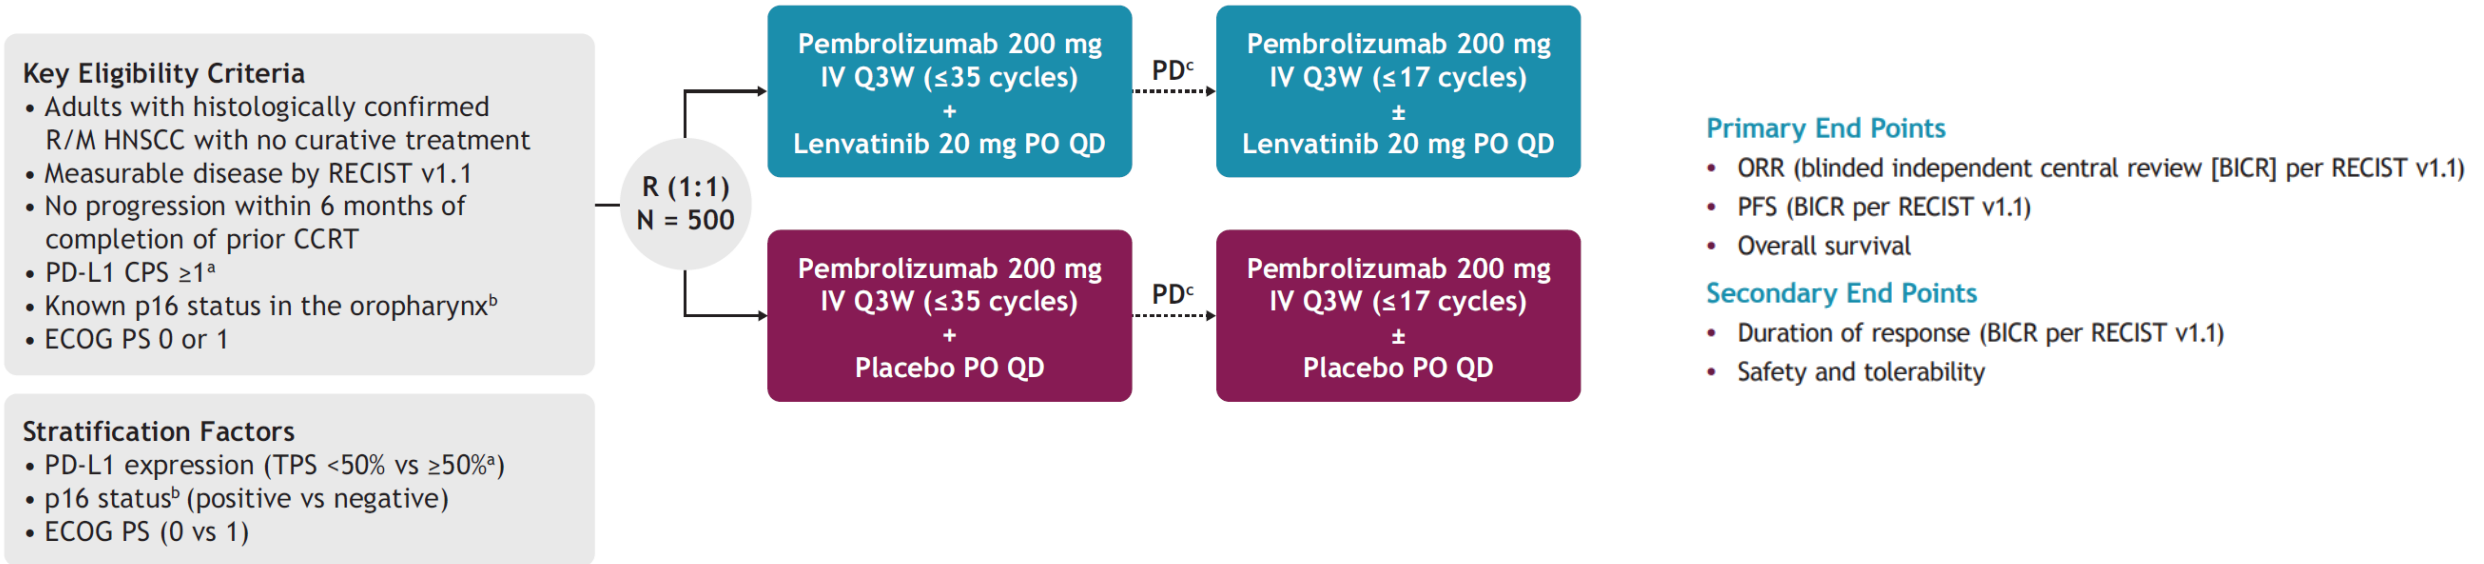 Key Eligibility Criteria
• Adults with histologically confirmed
R/M HNSCC with no curative treatment
• Measurable disease by RECIST v1.1
• No progression within 6 months of
completion of prior CCRT
• PD-L1 CPS ≥1ᵃ
• Known p16 status in the oropharynxᵇ
• ECOG PS 0 or 1
Stratification Factors
• PD-L1 expression (TPS <50% vs ≥50%ᵃ)
• p16 statusᵇ (positive vs negative)
• ECOG PS (0 vs 1)
R (1:1)
N = 500
Pembrolizumab 200 mg
IV Q3W (≤35 cycles)
+
Lenvatinib 20 mg PO QD
PDᶜ
Pembrolizumab 200 mg
IV Q3W (≤17 cycles)
±
Lenvatinib 20 mg PO QD
Pembrolizumab 200 mg
IV Q3W (≤35 cycles)
+
Placebo PO QD
PDᶜ
Pembrolizumab 200 mg
IV Q3W (≤17 cycles)
±
Placebo PO QD
Primary End Points
• ORR (blinded independent central review [BICR] per RECIST v1.1)
• PFS (BICR per RECIST v1.1)
• Overall survival
Secondary End Points
• Duration of response (BICR per RECIST v1.1)
• Safety and tolerability